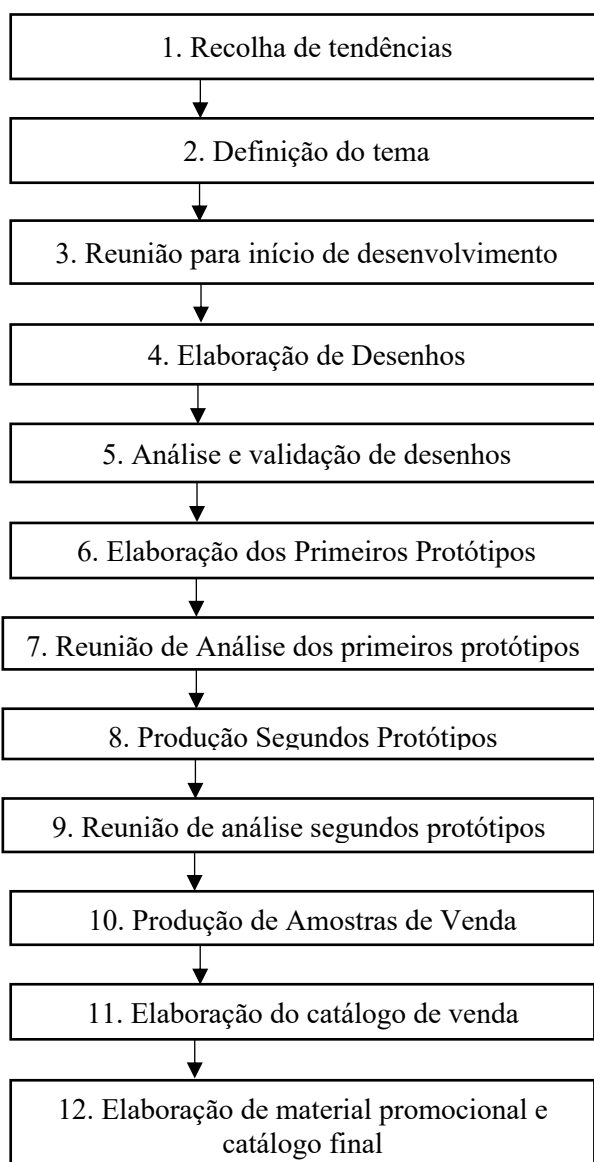 1. Recolha de tendências
2. Definição do tema
3. Reunião para início de desenvolvimento
4. Elaboração de Desenhos
5. Análise e validação de desenhos
6. Elaboração dos Primeiros Protótipos
7. Reunião de Análise dos primeiros protótipos
8. Produção Segundos Protótipos
9. Reunião de análise segundos protótipos
10. Produção de Amostras de Venda
11. Elaboração do catálogo de venda
12. Elaboração de material promocional e
catálogo final